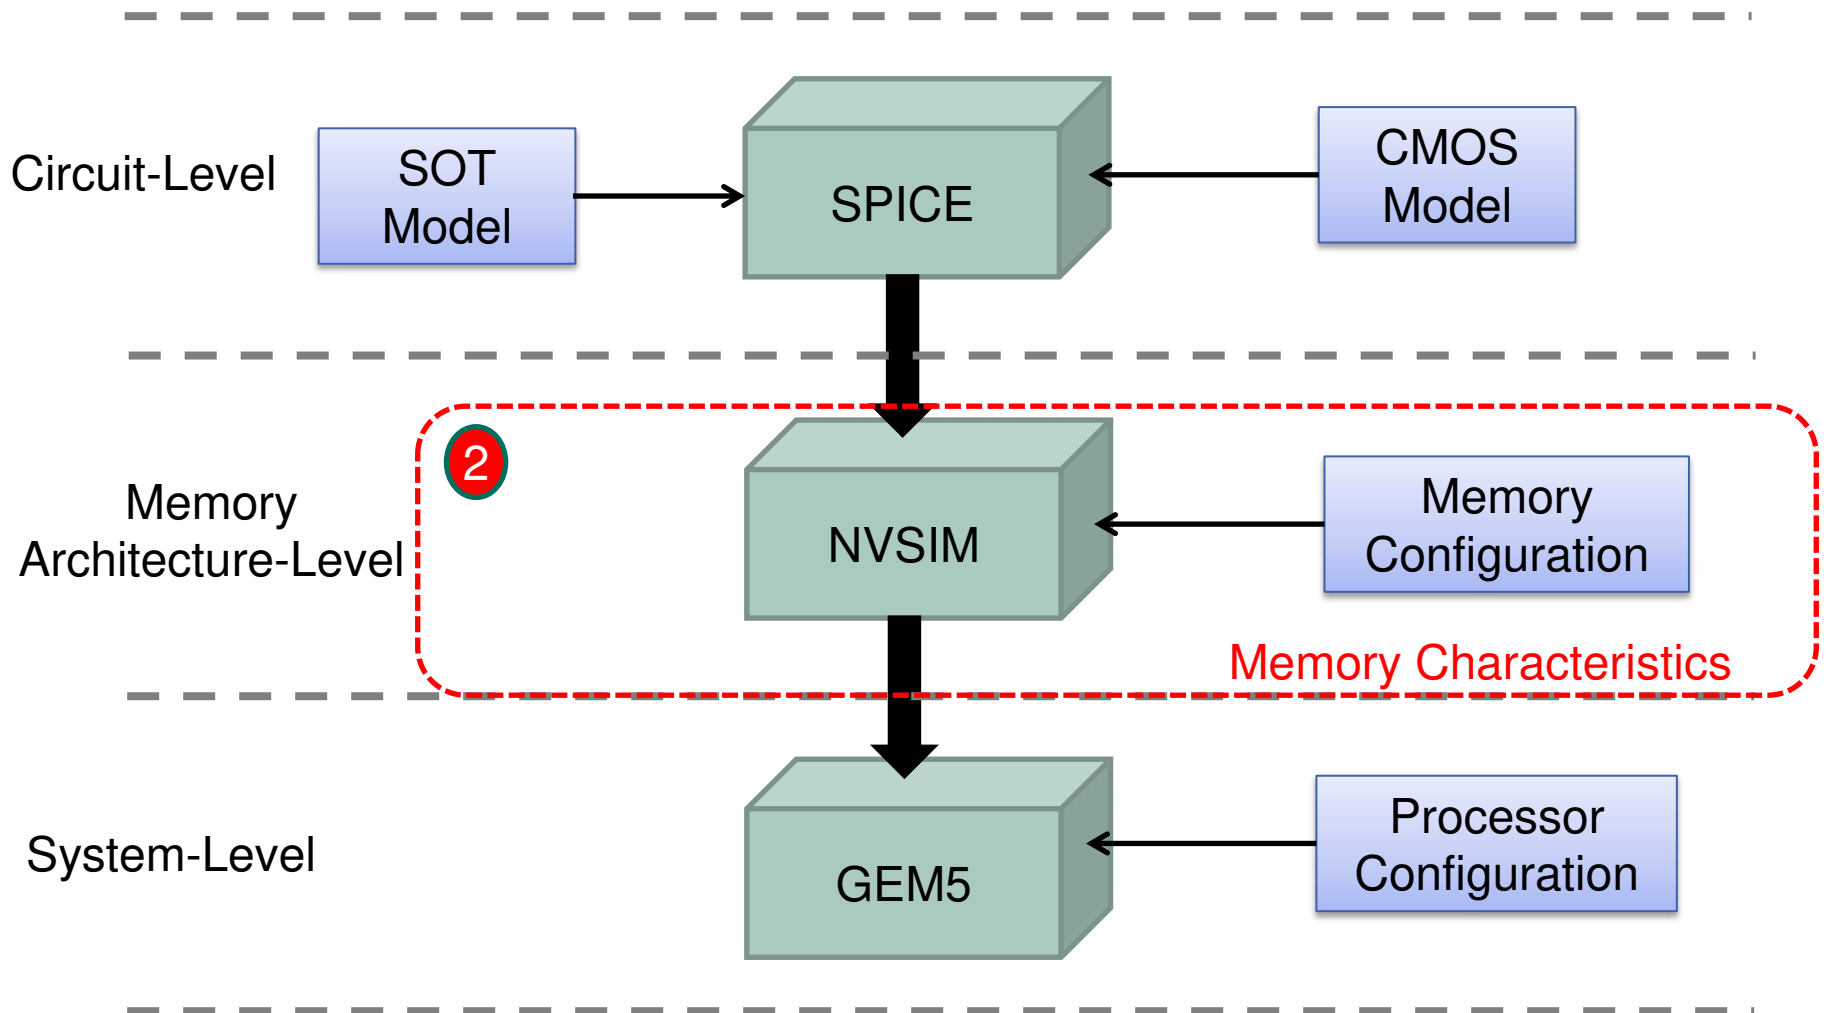 Circuit-Level
SOT
Model
SPICE
CMOS
Model
2
Memory
Architecture-Level
NVSIM
Memory
Configuration
Memory Characteristics
System-Level
GEM5
Processor
Configuration